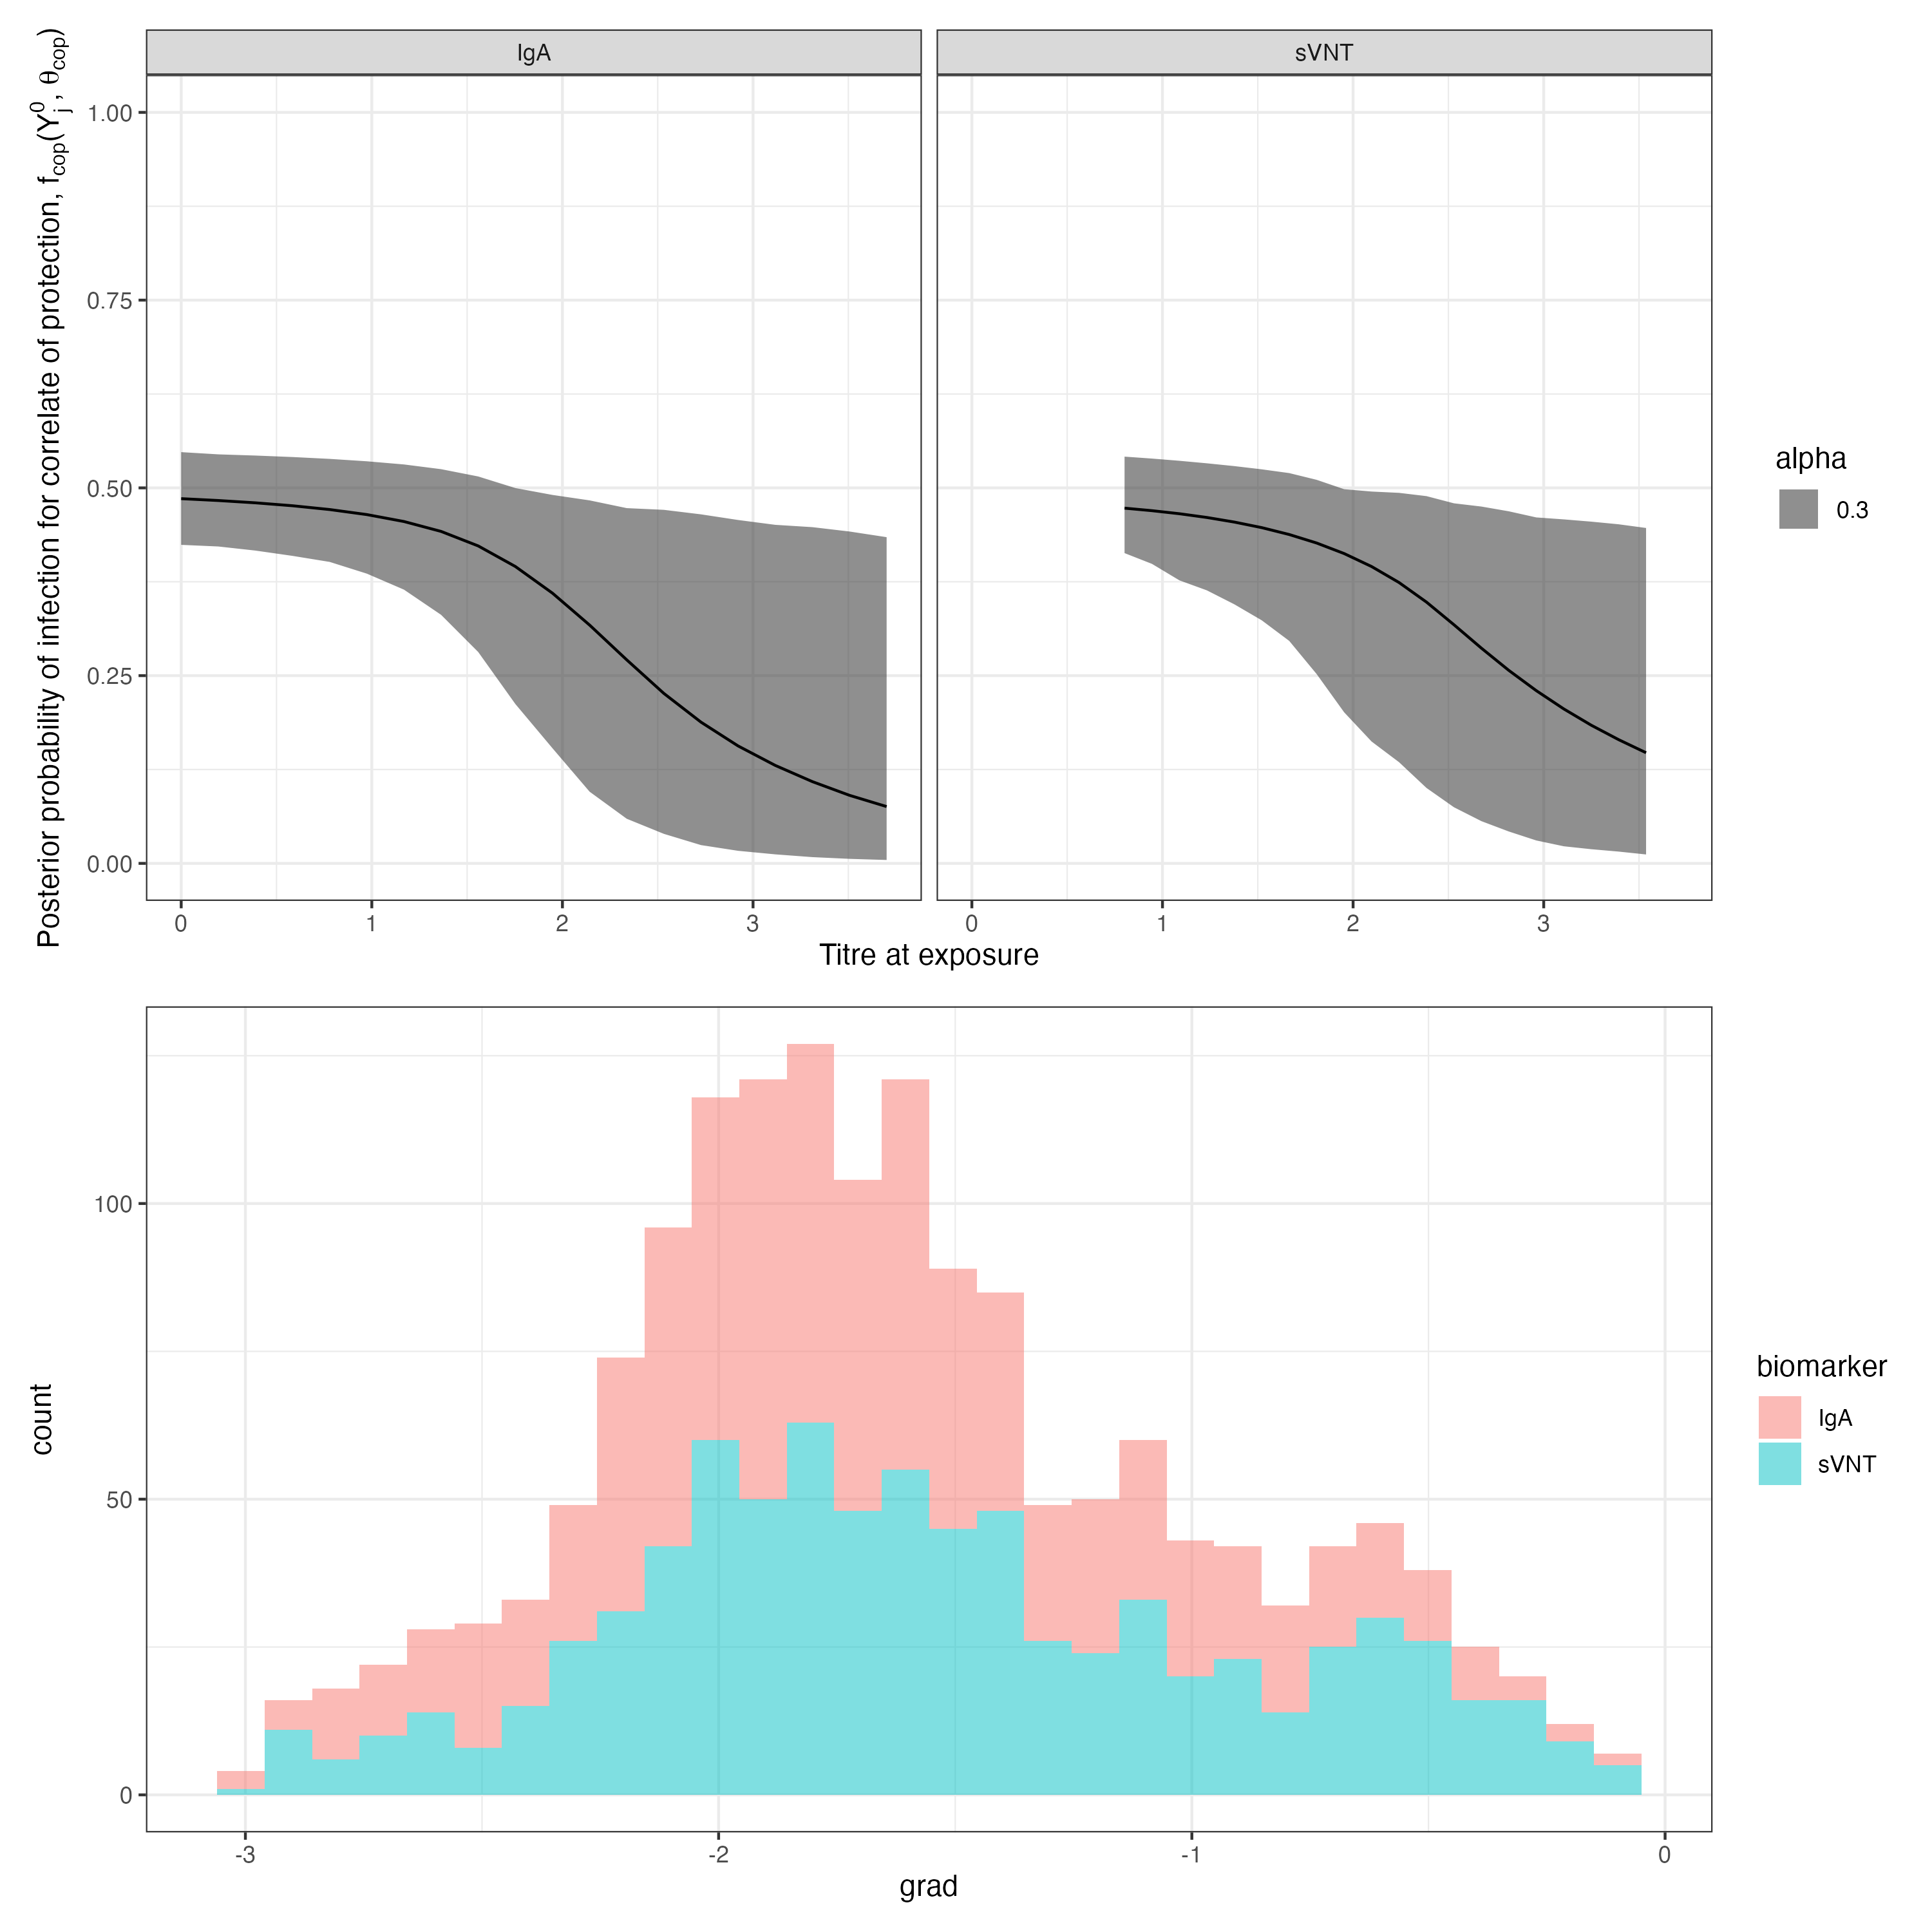 IgA
sVNT
Posterior probability of infection for correlate of protection, f_cop(Y_j^0, θ_cop)
1.00
0.75
0.50
0.25
0.00
0 1 2 3
0 1 2 3
Titre at exposure
alpha
0.3
count
100
50
0
-3 -2 -1 0
grad
biomarker
IgA
sVNT